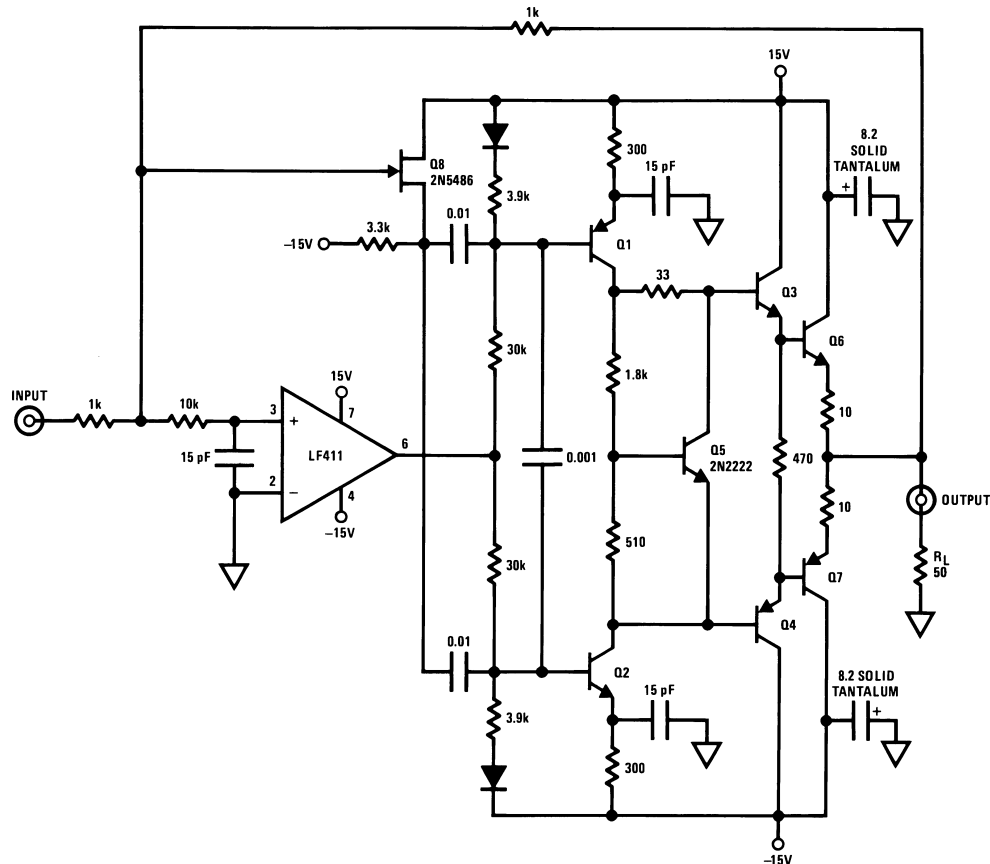 1k
15V
8.2
SOLID
TANTALUM
+
300
15 pF
Q8
2N5486
3.9k
0.01
3.3k
–15V
Q1
33
Q3
Q6
30k
1.8k
10
INPUT
1k
10k
15V
7
3
+
LF411
6
15 pF
2
–
4
–15V
0.001
Q5
2N2222
470
OUTPUT
10
510
30k
RL
50
Q7
Q4
0.01
Q2
15 pF
8.2 SOLID
TANTALUM
+
3.9k
300
–15V